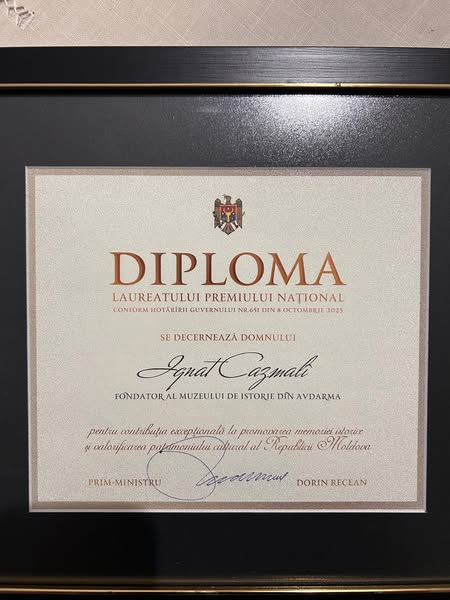 DIPLOMA
LAUREATULUI PREMIULUI NAȚIONAL
CONFORM HOTĂRÎRII GUVERNULUI NR.651 DIN 8 OCTOMBRIE 2025
SE DECERNEAZĂ DOMNULUI
Ignat Cazmalî
FONDATOR AL MUZEULUI DE ISTORIE DIN AVDARMA
pentru contribuția excepțională la promovarea memoriei istorice
și valorificarea patrimoniului cultural al Republicii Moldova
PRIM-MINISTRU DORIN RECEAN